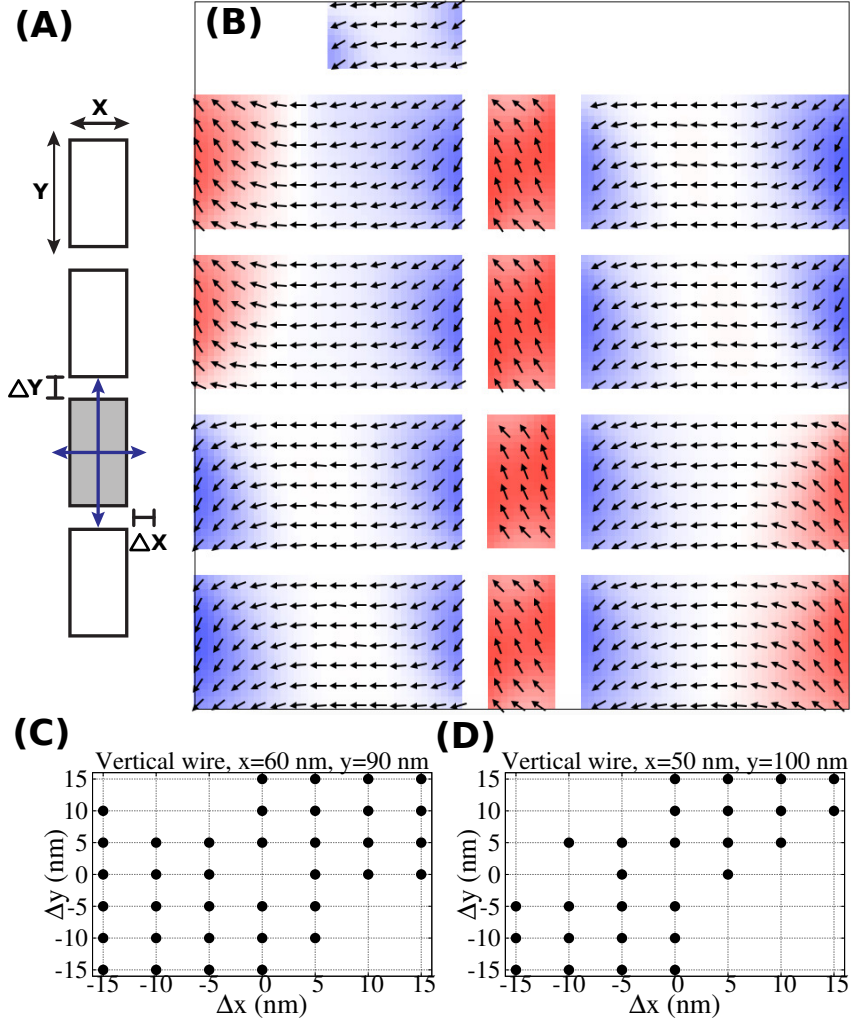 (A)
(B)
X
Y
ΔY
ΔX
(C)
(D)
Vertical wire, x=60 nm, y=90 nm
Δy (nm)
15
10
5
0
-5
-10
-15
-15
-10
-5
0
5
10
15
Δx (nm)
Vertical wire, x=50 nm, y=100 nm
Δy (nm)
15
10
5
0
-5
-10
-15
-15
-10
-5
0
5
10
15
Δx (nm)